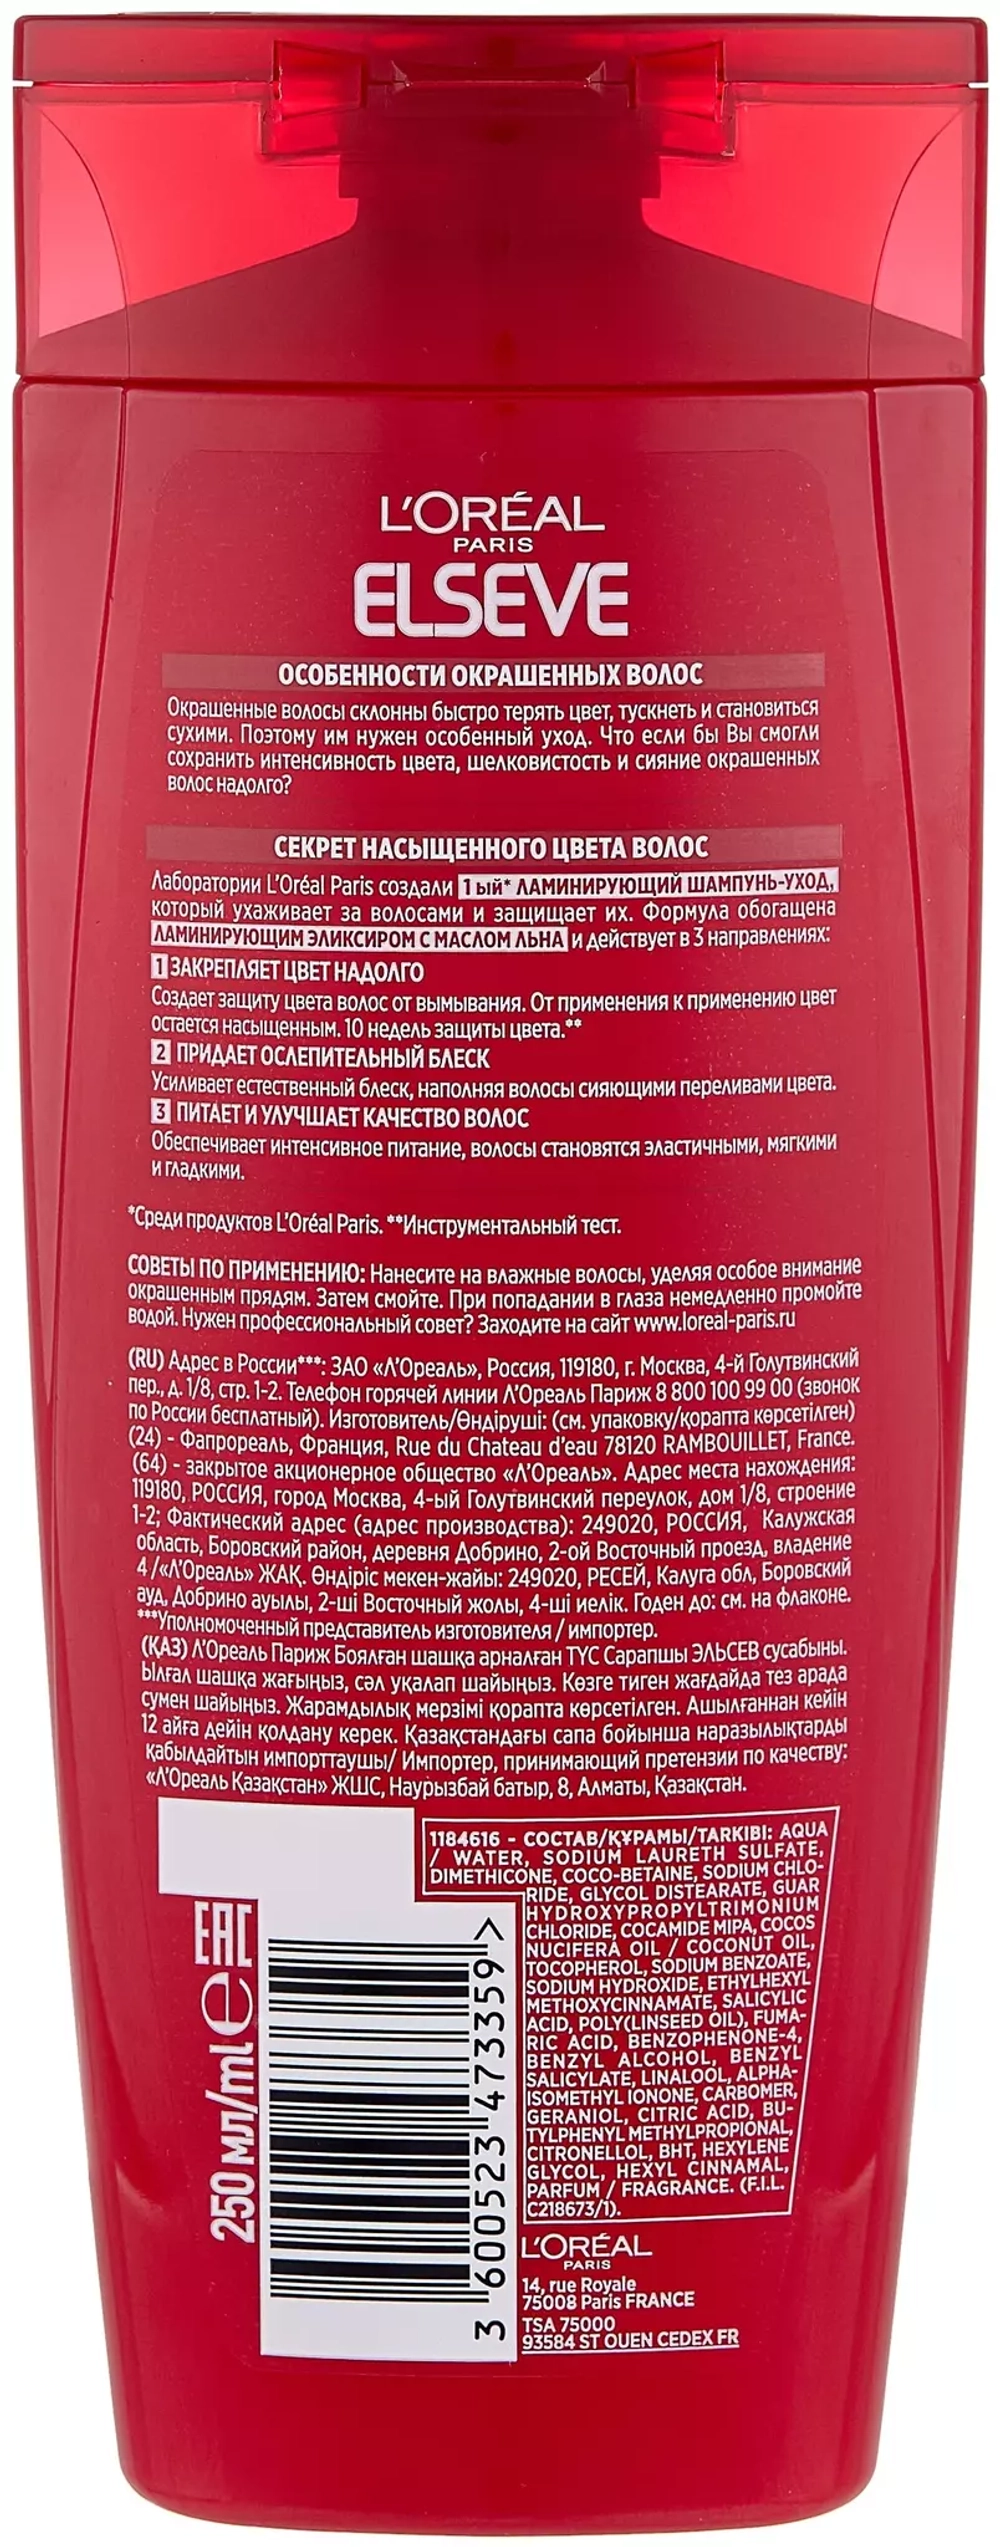 L'ORÉAL
PARIS
ELSEVE
ОСОБЕННОСТИ ОКРАШЕННЫХ ВОЛОС
Окрашенные волосы склонны быстро терять цвет, тускнеть и становиться
сухими. Поэтому им нужен особенный уход. Что если бы Вы смогли
сохранить интенсивность цвета, шелковистость и сияние окрашенных
волос надолго?
СЕКРЕТ НАСЫЩЕННОГО ЦВЕТА ВОЛОС
Лаборатории L'Oréal Paris создали 1 ый* ЛАМИНИРУЮЩИЙ ШАМПУНЬ-УХОД,
который ухаживает за волосами и защищает их. Формула обогащена
ЛАМИНИРУЮЩИМ ЭЛИКСИРОМ С МАСЛОМ ЛЬНА и действует в 3 направлениях:
1 ЗАКРЕПЛЯЕТ ЦВЕТ НАДОЛГО
Создает защиту цвета волос от вымывания. От применения к применению цвет
остается насыщенным. 10 недель защиты цвета.**
2 ПРИДАЕТ ОСЛЕПИТЕЛЬНЫЙ БЛЕСК
Усиливает естественный блеск, наполняя волосы сияющими переливами цвета.
3 ПИТАЕТ И УЛУЧШАЕТ КАЧЕСТВО ВОЛОС
Обеспечивает интенсивное питание, волосы становятся эластичными, мягкими
и гладкими.
*Среди продуктов L'Oréal Paris. **Инструментальный тест.
СОВЕТЫ ПО ПРИМЕНЕНИЮ: Нанесите на влажные волосы, уделяя особое внимание
окрашенным прядям. Затем смойте. При попадании в глаза немедленно промойте
водой. Нужен профессиональный совет? Заходите на сайт www.loreal-paris.ru
(RU) Адрес в России***: ЗАО «Л'Ореаль», Россия, 119180, г. Москва, 4-й Голутвинский
пер., д. 1/8, стр. 1-2. Телефон горячей линии Л'Ореаль Париж 8 800 100 99 00 (звонок
по России бесплатный). Изготовитель/Өндіруші: (см. упаковку/қорапта көрсетілген)
(24) - Фапрореаль, Франция, Rue du Chateau d'eau 78120 RAMBOUILLET, France.
(64) - закрытое акционерное общество «Л'Ореаль». Адрес места нахождения:
119180, РОССИЯ, город Москва, 4-ый Голутвинский переулок, дом 1/8, строение
1-2; Фактический адрес (адрес производства): 249020, РОССИЯ, Калужская
область, Боровский район, деревня Добрино, 2-ой Восточный проезд, владение
4 /«Л'Ореаль» ЖАҚ. Өндіріс мекен-жайы: 249020, РЕСЕЙ, Калуга обл, Боровский
ауд, Добрино ауылы, 2-ші Восточный жолы, 4-ші иелік. Годен до: см. на флаконе.
***Уполномоченный представитель изготовителя / импортер.
(ҚАЗ) Л'Ореаль Париж Боялған шашқа арналған ТҮС Сарапшы ЭЛЬСЕВ сусабыны.
Ылғал шашқа жағыңыз, сәл уқалап шайыңыз. Көзге тиген жағдайда тез арада
сумен шайыңыз. Жарамдылық мерзімі қорапта көрсетілген. Ашылғаннан кейін
12 айға дейін қолдану керек. Қазақстандағы сапа бойынша наразылықтарды
қабылдайтын импорттаушы/ Импортер, принимающий претензии по качеству:
«Л'Ореаль Қазақстан» ЖШС, Наурызбай батыр, 8, Алматы, Қазақстан.
1184616 - СОСТАВ/ҚҰРАМЫ/TARKIBI: AQUA
/ WATER, SODIUM LAURETH SULFATE,
DIMETHICONE, COCO-BETAINE, SODIUM CHLO-
RIDE, GLYCOL DISTEARATE, GUAR
HYDROXYPROPYLTRIMONIUM
CHLORIDE, COCAMIDE MIPA, COCOS
NUCIFERA OIL / COCONUT OIL,
TOCOPHEROL, SODIUM BENZOATE,
SODIUM HYDROXIDE, ETHYLHEXYL
METHOXYCINNAMATE, SALICYLIC
ACID, POLY(LINSEED OIL), FUMA-
RIC ACID, BENZOPHENONE-4,
BENZYL ALCOHOL, BENZYL
SALICYLATE, LINALOOL, ALPHA-
ISOMETHYL IONONE, CARBOMER,
GERANIOL, CITRIC ACID, BU-
TYLPHENYL METHYLPROPIONAL,
CITRONELLOL, BHT, HEXYLENE
GLYCOL, HEXYL CINNAMAL,
PARFUM / FRAGRANCE. (F.I.L.
C218673/1).
EAC
250 мл/ml e
3 600523 473359 >
L'ORÉAL
PARIS
14, rue Royale
75008 Paris FRANCE
TSA 75000
93584 ST OUEN CEDEX FR